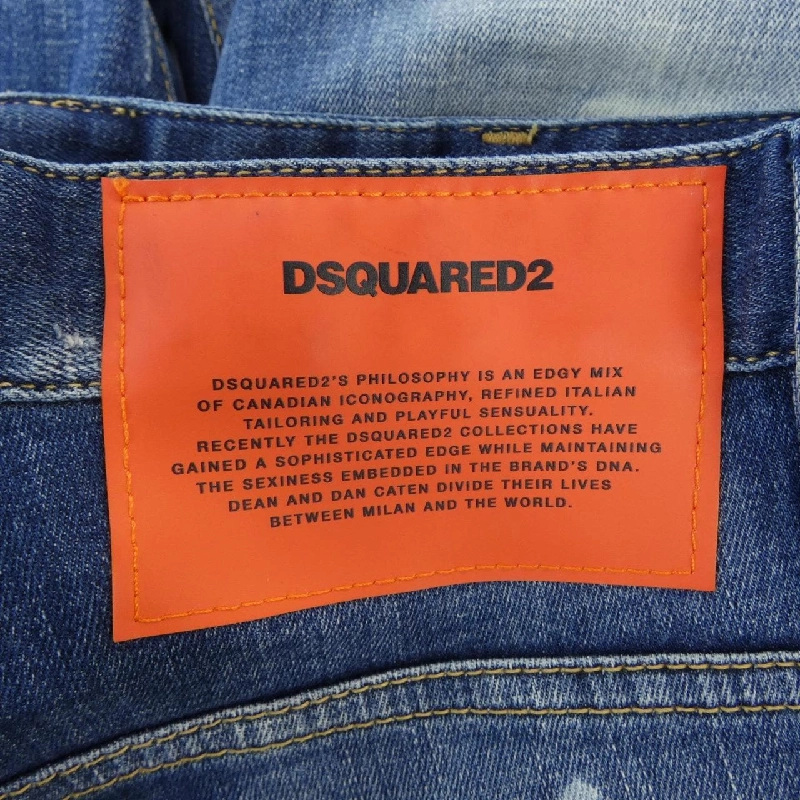 DSQUARED2
DSQUARED2'S PHILOSOPHY IS AN EDGY MIX
OF CANADIAN ICONOGRAPHY, REFINED ITALIAN
TAILORING AND PLAYFUL SENSUALITY.
RECENTLY THE DSQUARED2 COLLECTIONS HAVE
GAINED A SOPHISTICATED EDGE WHILE MAINTAINING
THE SEXINESS EMBEDDED IN THE BRAND'S DNA.
DEAN AND DAN CATEN DIVIDE THEIR LIVES
BETWEEN MILAN AND THE WORLD.